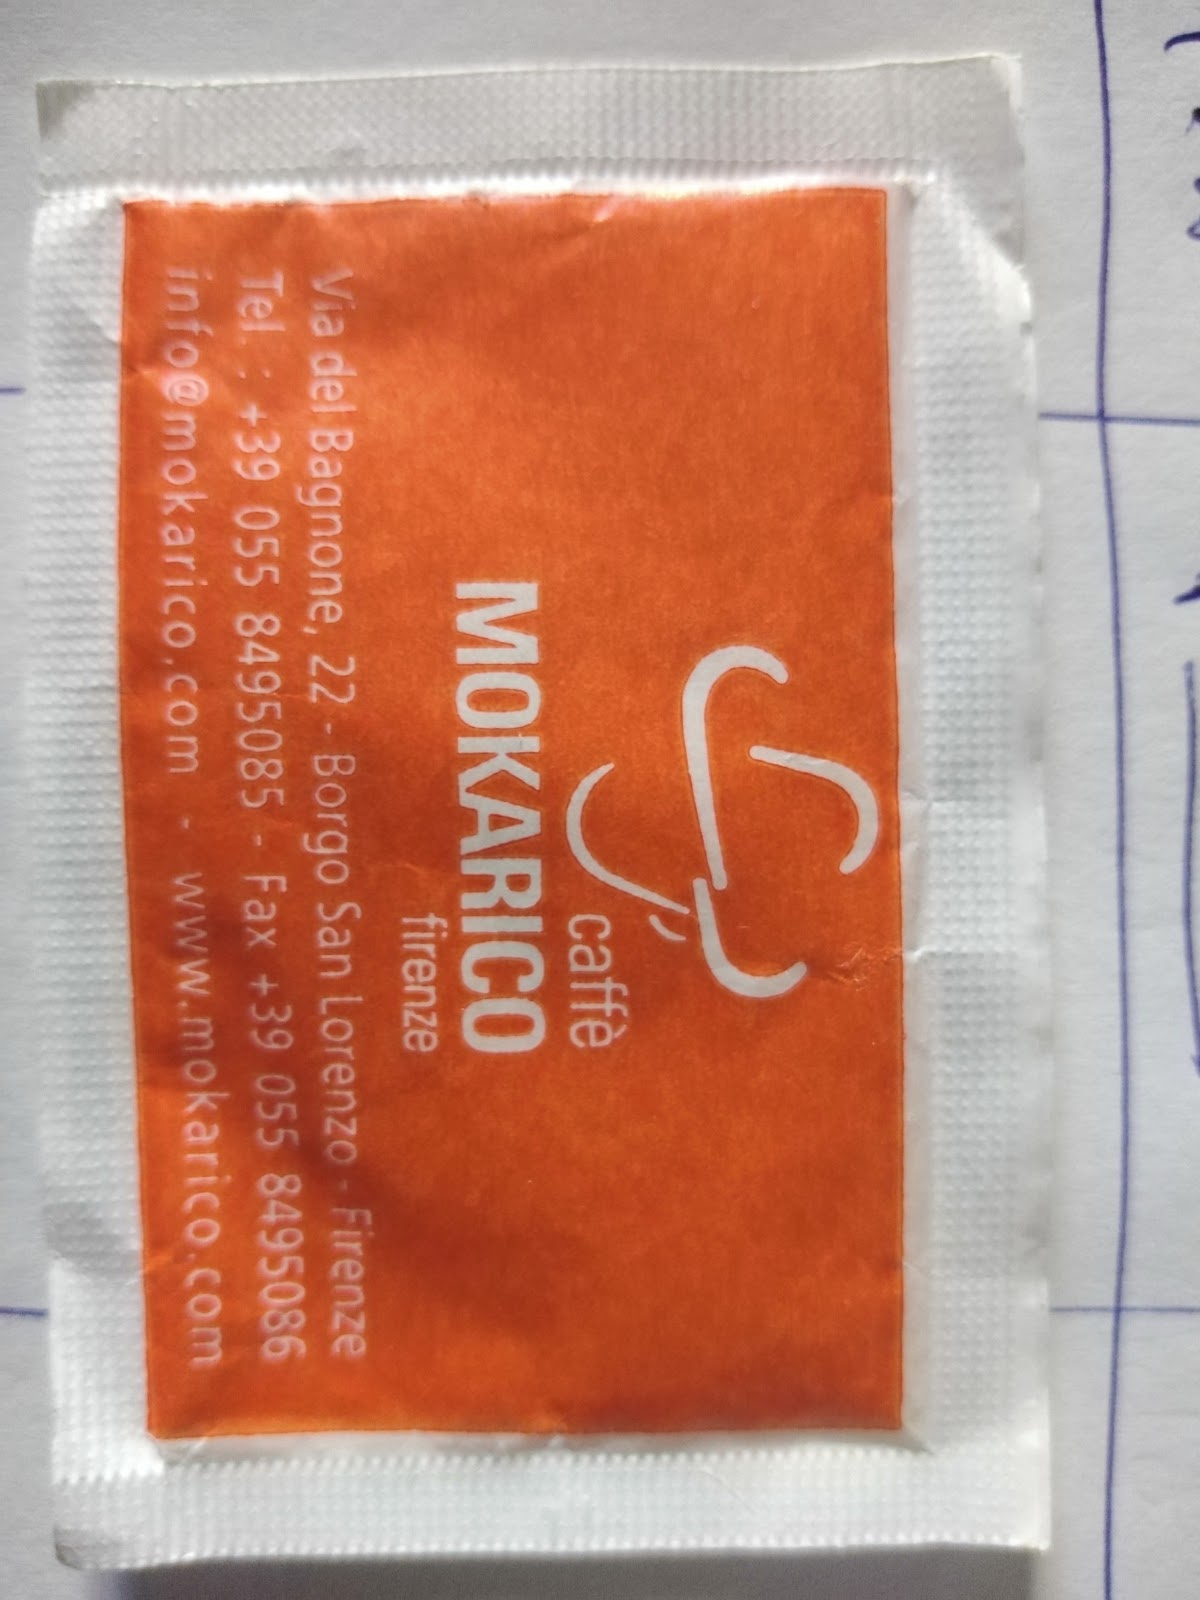 caffè
MOKARICO
firenze
Via del Bagnone, 22 - Borgo San Lorenzo - Firenze
Tel. : +39 055 8495085 - Fax +39 055 8495086
info@mokarico.com - www.mokarico.com